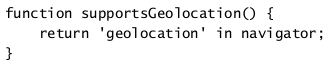 function supportsGeolocation() {
    return 'geolocation' in navigator;
}